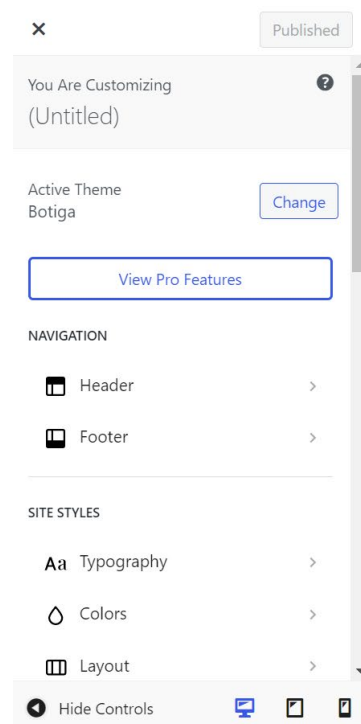 Published
You Are Customizing
(Untitled)
Active Theme
Botiga
Change
View Pro Features
NAVIGATION
Header
Footer
SITE STYLES
Aa Typography
Colors
Layout
Hide Controls